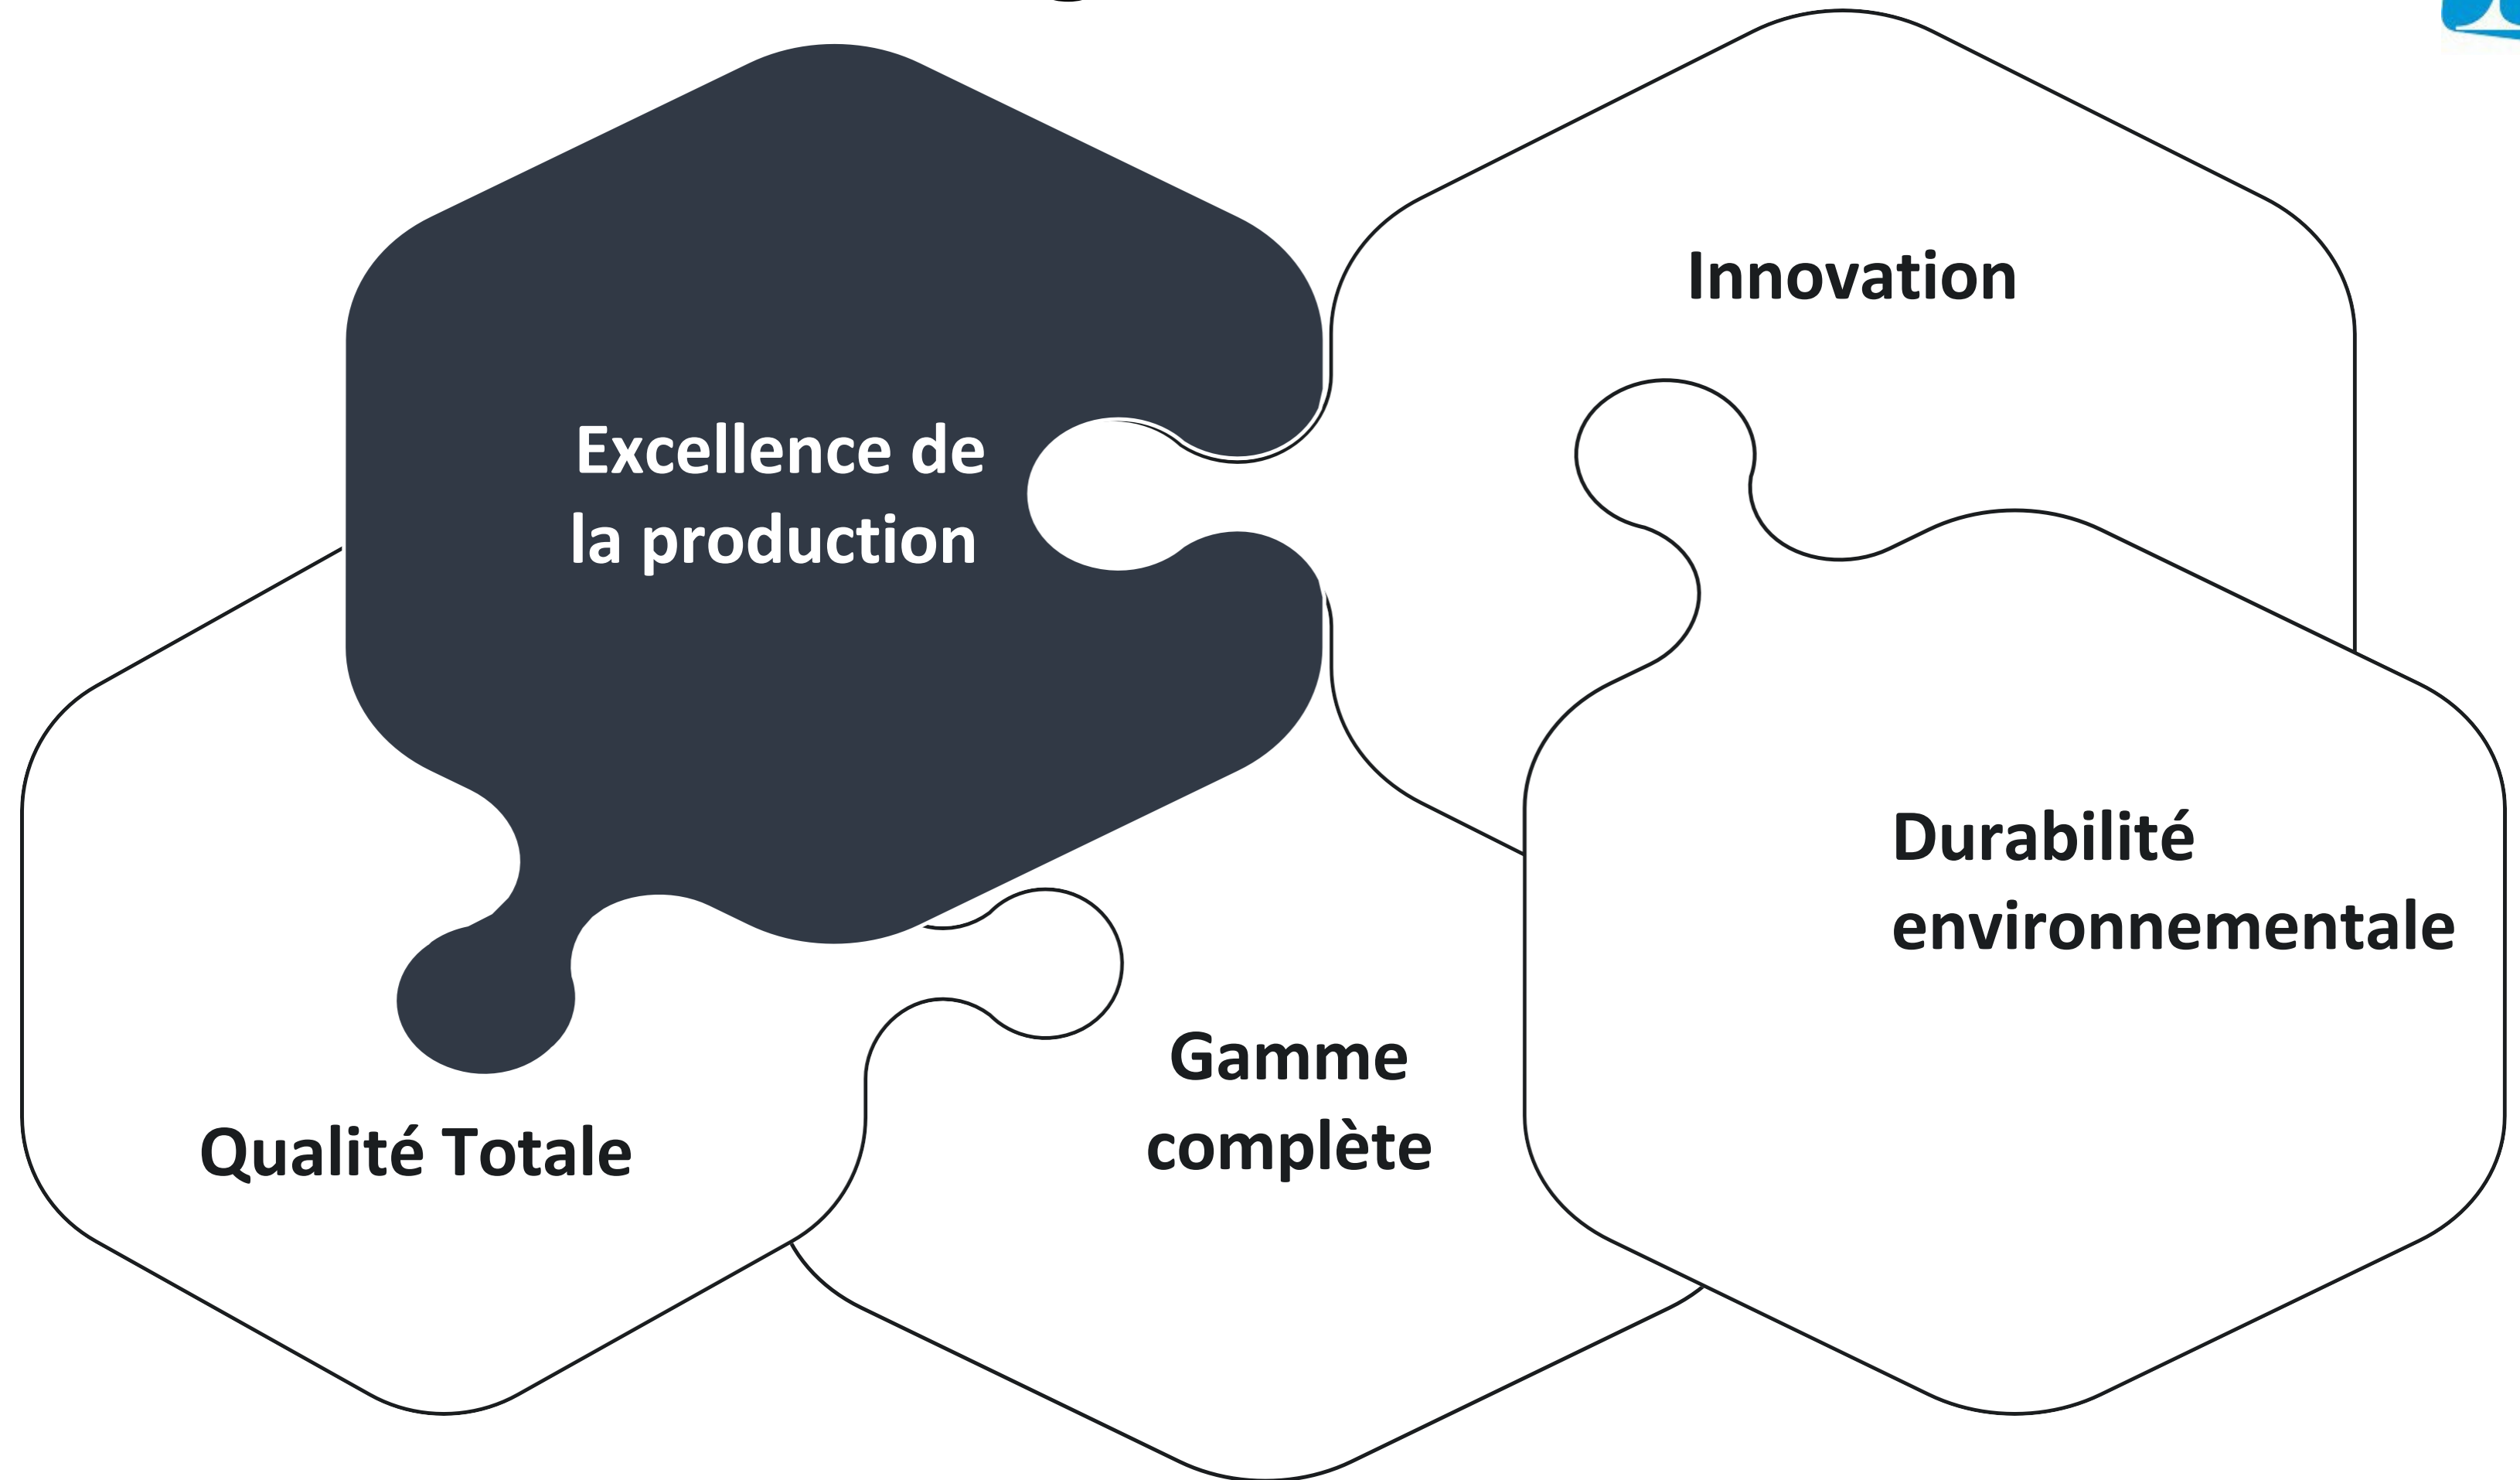 Innovation
Excellence de
la production
Durabilité
environnementale
Gamme
complète
Qualité Totale